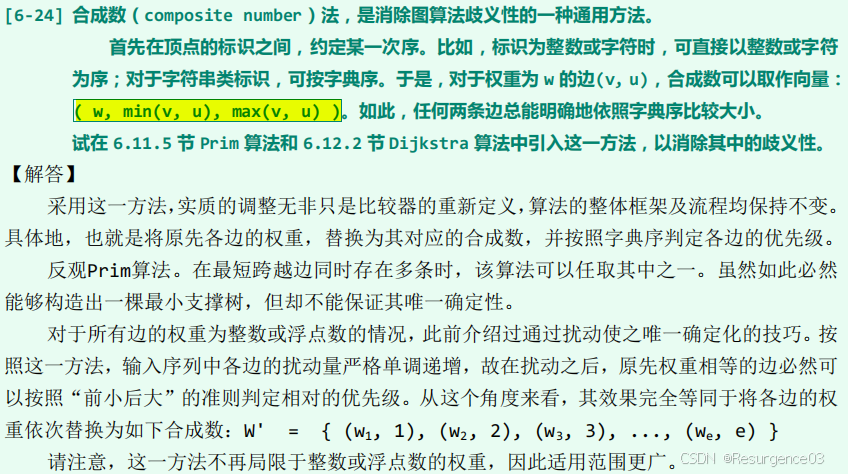 [6-24] 合成数(composite number)法,是消除图算法歧义性的一种通用方法。
首先在顶点的标识之间,约定某一次序。比如,标识为整数或字符时,可直接以整数或字符
为序;对于字符串类标识,可按字典序。于是,对于权重为 w 的边(v, u),合成数可以取作向量:
( w, min(v, u), max(v, u) )。如此,任何两条边总能明确地依照字典序比较大小。
试在 6.11.5 节 Prim 算法和 6.12.2 节 Dijkstra 算法中引入这一方法,以消除其中的歧义性。
【解答】
采用这一方法,实质的调整无非只是比较器的重新定义,算法的整体框架及流程均保持不变。
具体地,也就是将原先各边的权重,替换为其对应的合成数,并按照字典序判定各边的优先级。
反观Prim算法。在最短跨越边同时存在多条时,该算法可以任取其中之一。虽然如此必然
能够构造出一棵最小支撑树,但却不能保证其唯一确定性。
对于所有边的权重为整数或浮点数的情况,此前介绍过通过扰动使之唯一确定化的技巧。按
照这一方法,输入序列中各边的扰动量严格单调递增,故在扰动之后,原先权重相等的边必然可
以按照“前小后大”的准则判定相对的优先级。从这个角度来看,其效果完全等同于将各边的权
重依次替换为如下合成数:W' = { (w₁, 1), (w₂, 2), (w₃, 3), ..., (wₑ, e) }
请注意,这一方法不再局限于整数或浮点数的权重,因此适用范围更广。
CSDN @Resurgence03